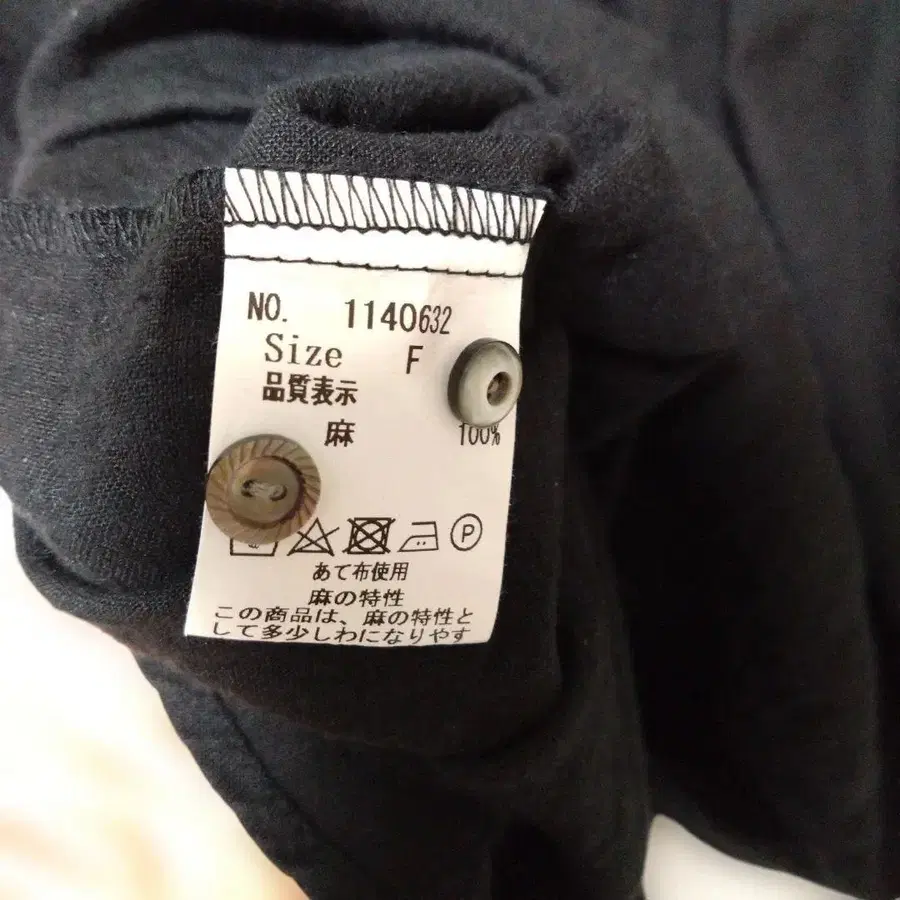 NO. 1140632
Size F
品質表示
麻 100%
P
あて布使用
麻の特性
この商品は、麻の特性と
して多少しわになりやす